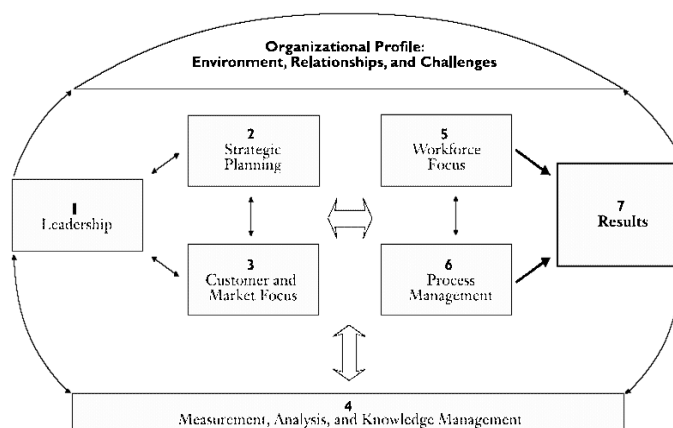 Organizational Profile:
Environment, Relationships, and Challenges
2
Strategic
Planning
5
Workforce
Focus
1
Leadership
7
Results
3
Customer and
Market Focus
6
Process
Management
4
Measurement, Analysis, and Knowledge Management